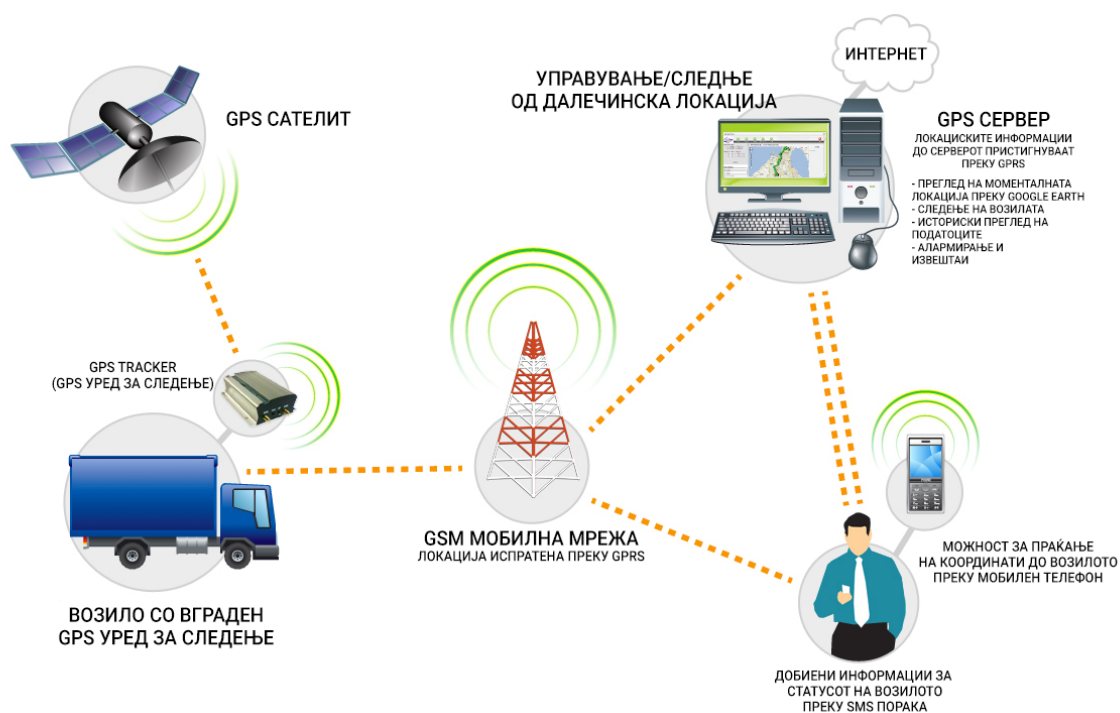 ИНТЕРНЕТ
УПРАВУВАЊЕ/СЛЕДЊЕ
ОД ДАЛЕЧИНСКА ЛОКАЦИЈА
GPS САТЕЛИТ
GPS СЕРВЕР
ЛОКАЦИСКИТЕ ИНФОРМАЦИИ
ДО СЕРВЕРОТ ПРИСТИГНУВААТ
ПРЕКУ GPRS
- ПРЕГЛЕД НА МОМЕНТАЛНАТА
ЛОКАЦИЈА ПРЕКУ GOOGLE EARTH
- СЛЕДЕЊЕ НА ВОЗИЛАТА
- ИСТОРИСКИ ПРЕГЛЕД НА
ПОДАТОЦИТЕ
- АЛАРМИРАЊЕ И
ИЗВЕШТАИ
GPS TRACKER
(GPS УРЕД ЗА СЛЕДЕЊЕ)
GSM МОБИЛНА МРЕЖА
ЛОКАЦИЈА ИСПРАТЕНА ПРЕКУ GPRS
МОЖНОСТ ЗА ПРАЌАЊЕ
НА КООРДИНАТИ ДО ВОЗИЛОТО
ПРЕКУ МОБИЛЕН ТЕЛЕФОН
ВОЗИЛО СО ВГРАДЕН
GPS УРЕД ЗА СЛЕДЕЊЕ
ДОБИЕНИ ИНФОРМАЦИИ ЗА
СТАТУСОТ НА ВОЗИЛОТО
ПРЕКУ SMS ПОРАКА